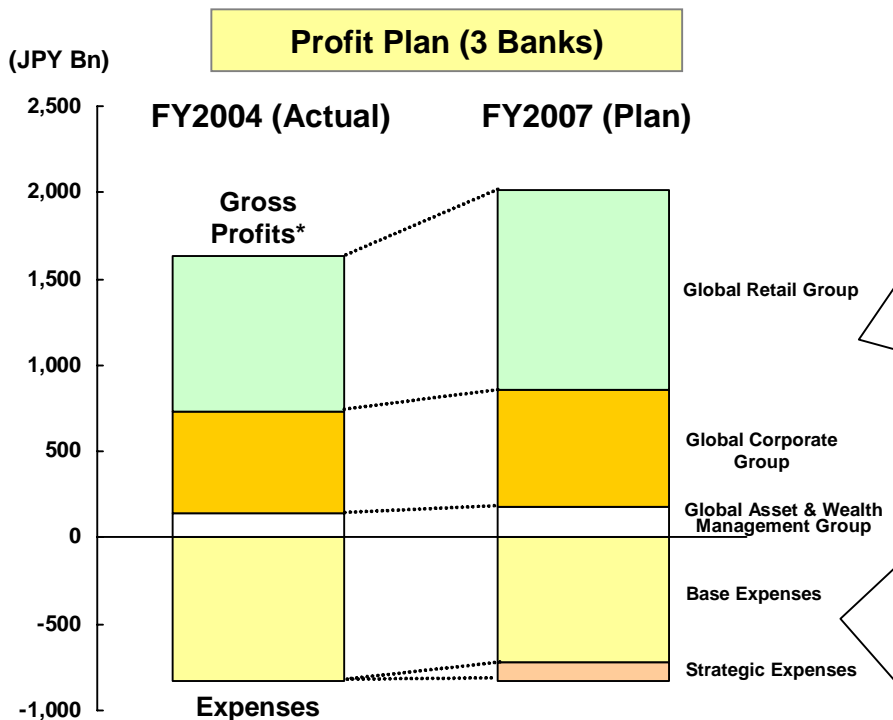 Profit Plan (3 Banks)
(JPY Bn)
2,500
2,000
1,500
1,000
500
0
-500
-1,000
FY2004 (Actual)
FY2007 (Plan)
Gross
Profits*
Expenses
Global Retail Group
Global Corporate
Group
Global Asset & Wealth
Management Group
Base Expenses
Strategic Expenses